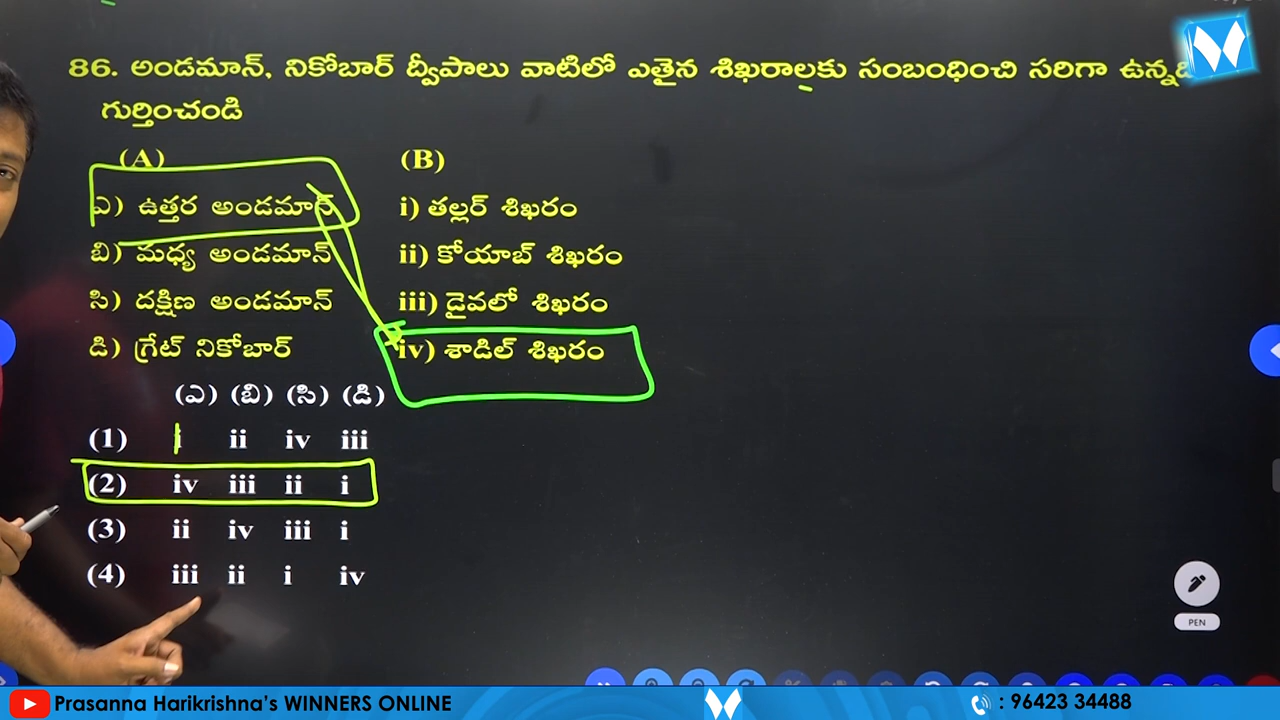 86. అండమాన్, నికోబార్ ద్వీపాలు వాటిలో ఎతైన శిఖరాలకు సంబంధించి సరిగా
గుర్తించండి
(A) (B)
ఎ) ఉత్తర అండమాన్ i) తల్లర్ శిఖరం
బి) మధ్య అండమాన్ ii) కోయాబ్ శిఖరం
సి) దక్షిణ అండమాన్ iii) డైవలో శిఖరం
డి) గ్రేట్ నికోబార్ iv) శాడిల్ శిఖరం
(ఎ) (బి) (సి) (డి)
(1) i ii iv iii
(2) iv iii ii i
(3) ii iv iii i
(4) iii ii i iv
PEN
Prasanna Harikrishna's WINNERS ONLINE : 96423 34488